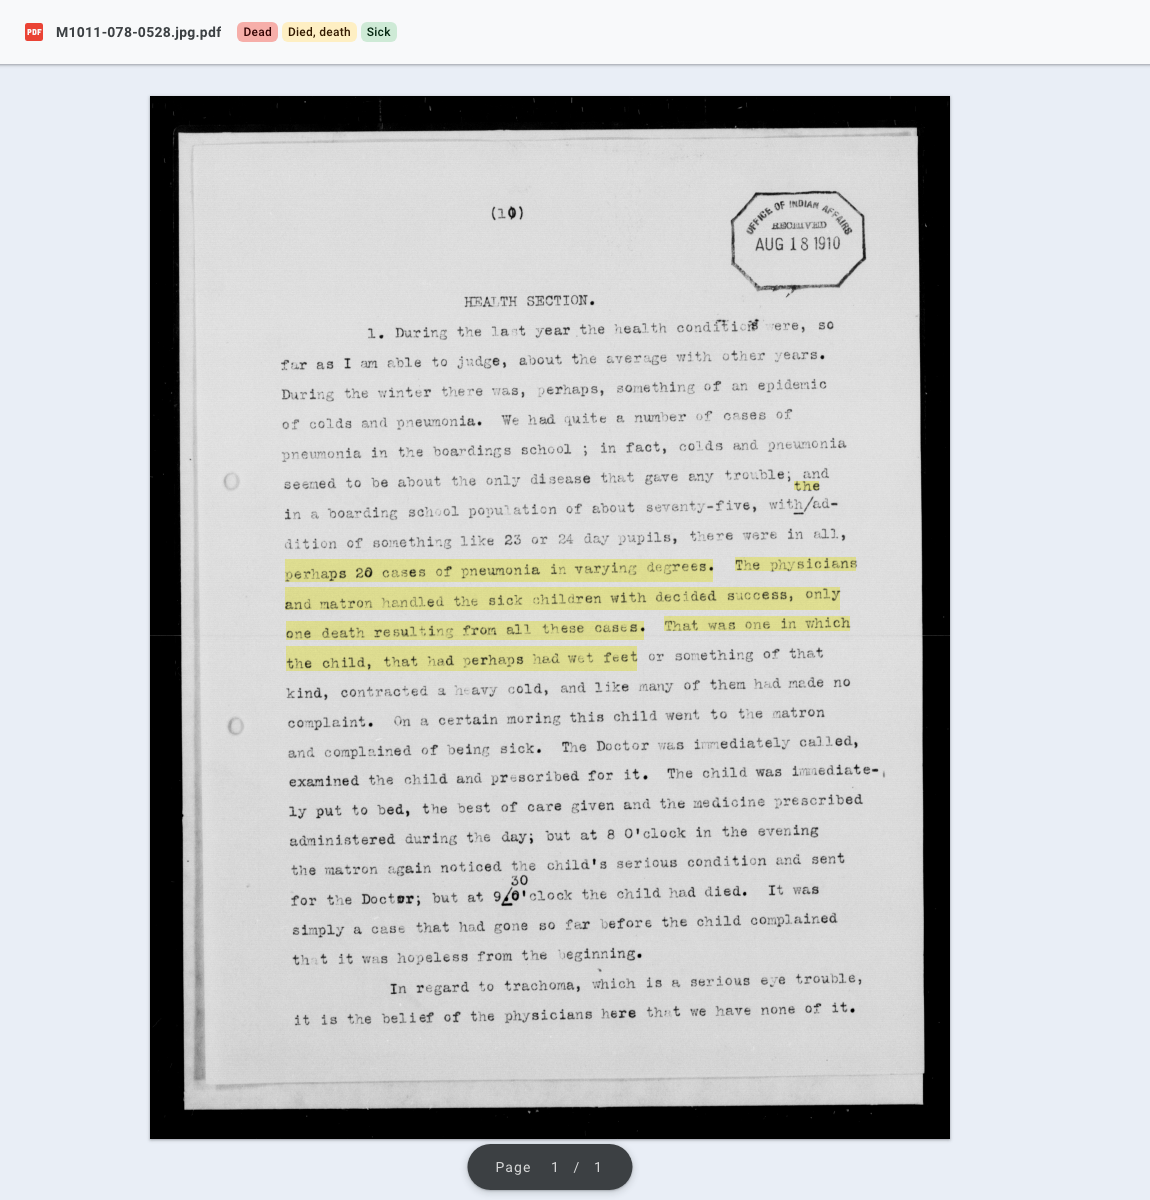 PDF M1011-078-0528.jpg.pdf Dead Died, death Sick
(10)
OFFICE OF INDIAN AFFAIRS
RECEIVED
AUG 18 1910
HEALTH SECTION.
1. During the last year the health conditions were, so
far as I am able to judge, about the average with other years.
During the winter there was, perhaps, something of an epidemic
of colds and pneumonia. We had quite a number of cases of
pneumonia in the boardings school ; in fact, colds and pneumonia
seemed to be about the only disease that gave any trouble; and
the
in a boarding school population of about seventy-five, with/ad-
dition of something like 23 or 24 day pupils, there were in all,
perhaps 20 cases of pneumonia in varying degrees. The physicians
and matron handled the sick children with decided success, only
one death resulting from all these cases. That was one in which
the child, that had perhaps had wet feet or something of that
kind, contracted a heavy cold, and like many of them had made no
complaint. On a certain moring this child went to the matron
and complained of being sick. The Doctor was immediately called,
examined the child and prescribed for it. The child was immediate-
ly put to bed, the best of care given and the medicine prescribed
administered during the day; but at 8 O'clock in the evening
the matron again noticed the child's serious condition and sent
30
for the Doctor; but at 9/O'clock the child had died. It was
simply a case that had gone so far before the child complained
that it was hopeless from the beginning.
In regard to trachoma, which is a serious eye trouble,
it is the belief of the physicians here that we have none of it.
Page 1 / 1